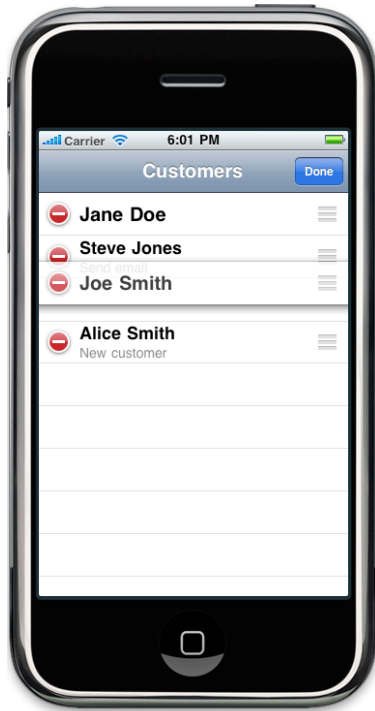 Carrier 6:01 PM
Customers Done
Jane Doe
Steve Jones
Send email
Joe Smith
Alice Smith
New customer